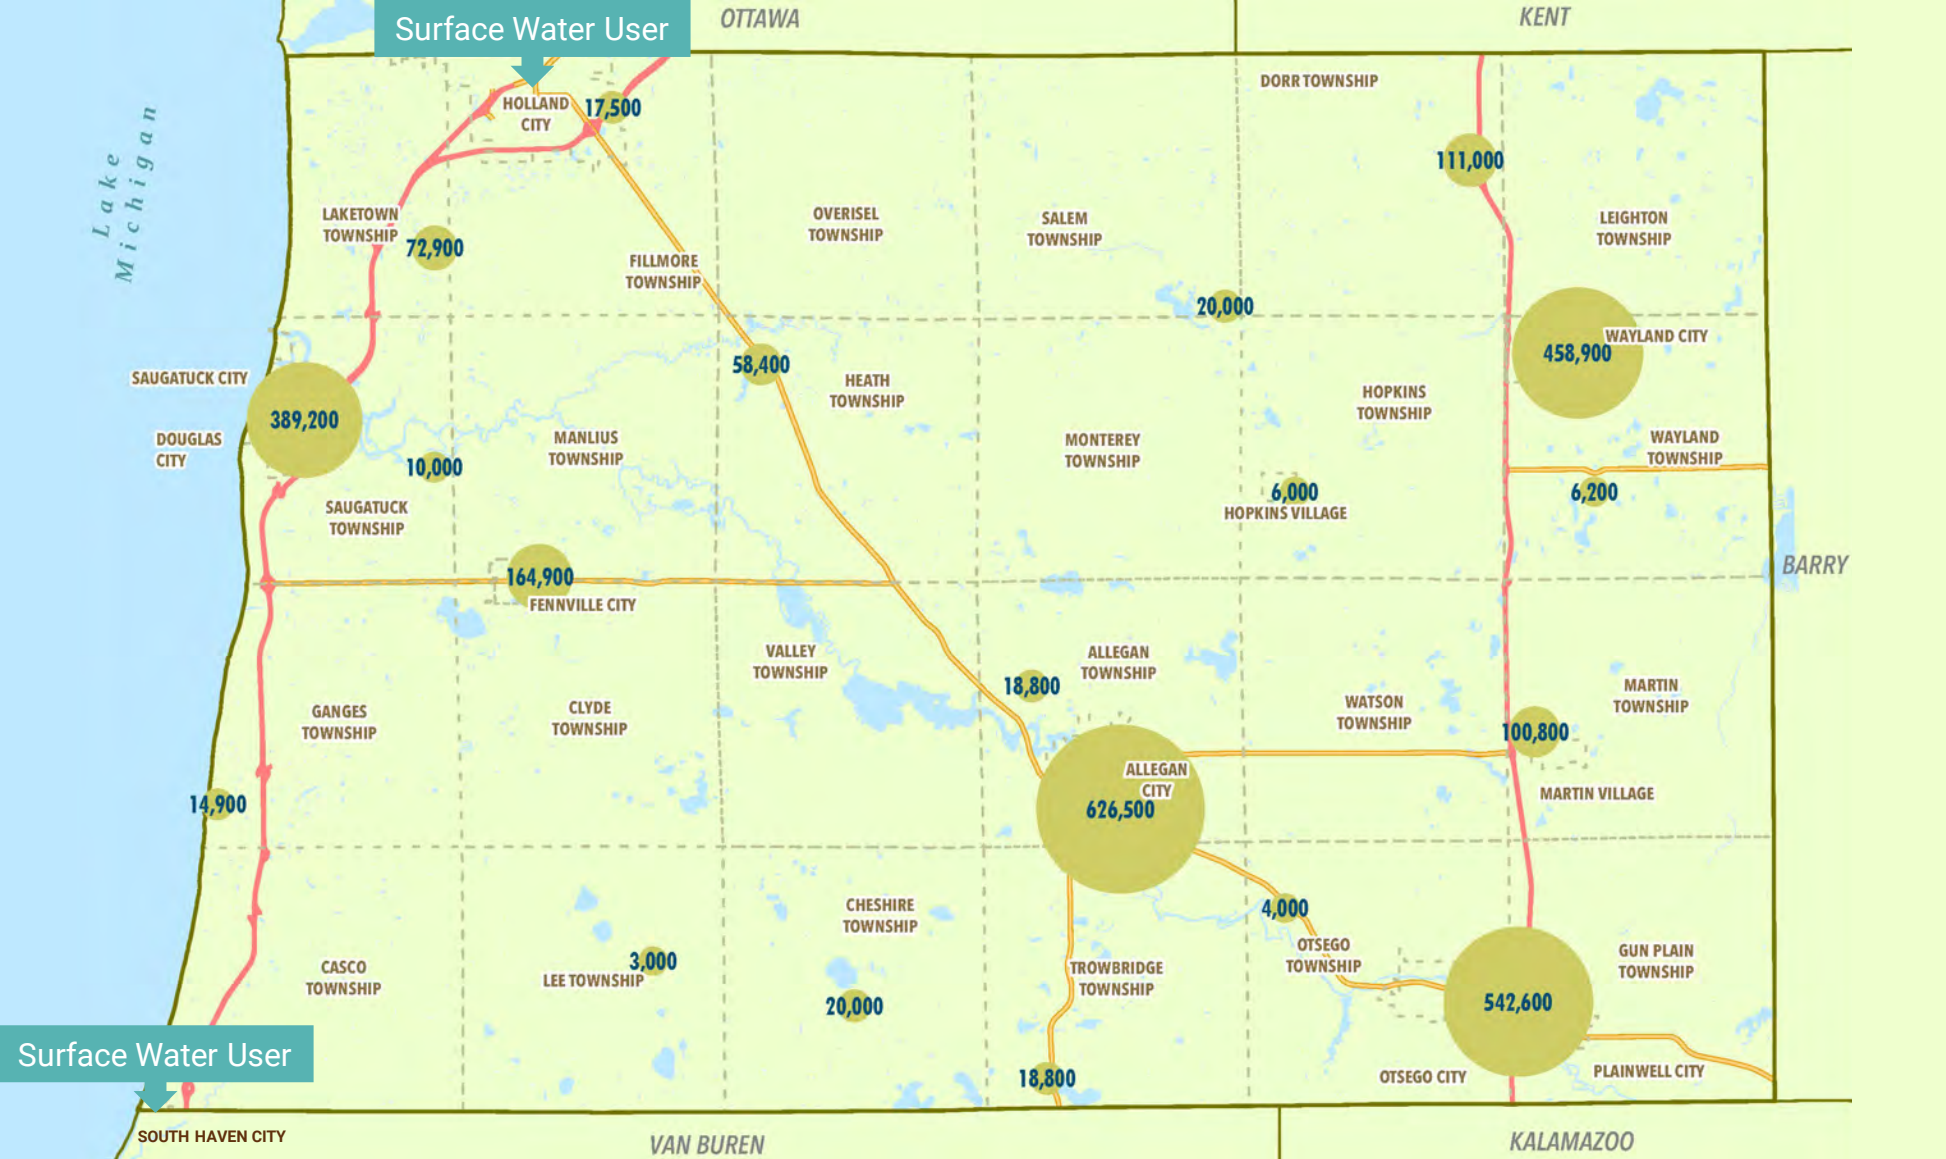 Surface Water User
OTTAWA
KENT
DORR TOWNSHIP
HOLLAND
CITY
17,500
Lake
Michigan
111,000
LAKETOWN
TOWNSHIP
72,900
OVERISEL
TOWNSHIP
SALEM
TOWNSHIP
LEIGHTON
TOWNSHIP
FILLMORE
TOWNSHIP
20,000
WAYLAND CITY
458,900
58,400
SAUGATUCK CITY
HEATH
TOWNSHIP
HOPKINS
TOWNSHIP
389,200
DOUGLAS
CITY
MANLIUS
TOWNSHIP
MONTEREY
TOWNSHIP
WAYLAND
TOWNSHIP
10,000
6,000
HOPKINS VILLAGE
6,200
SAUGATUCK
TOWNSHIP
BARRY
164,900
FENNVILLE CITY
VALLEY
TOWNSHIP
ALLEGAN
TOWNSHIP
18,800
MARTIN
TOWNSHIP
GANGES
TOWNSHIP
CLYDE
TOWNSHIP
WATSON
TOWNSHIP
100,800
ALLEGAN
CITY
626,500
MARTIN VILLAGE
14,900
4,000
CHESHIRE
TOWNSHIP
OTSEGO
TOWNSHIP
GUN PLAIN
TOWNSHIP
3,000
LEE TOWNSHIP
CASCO
TOWNSHIP
TROWBRIDGE
TOWNSHIP
20,000
542,600
Surface Water User
18,800
OTSEGO CITY
PLAINWELL CITY
SOUTH HAVEN CITY
VAN BUREN
KALAMAZOO